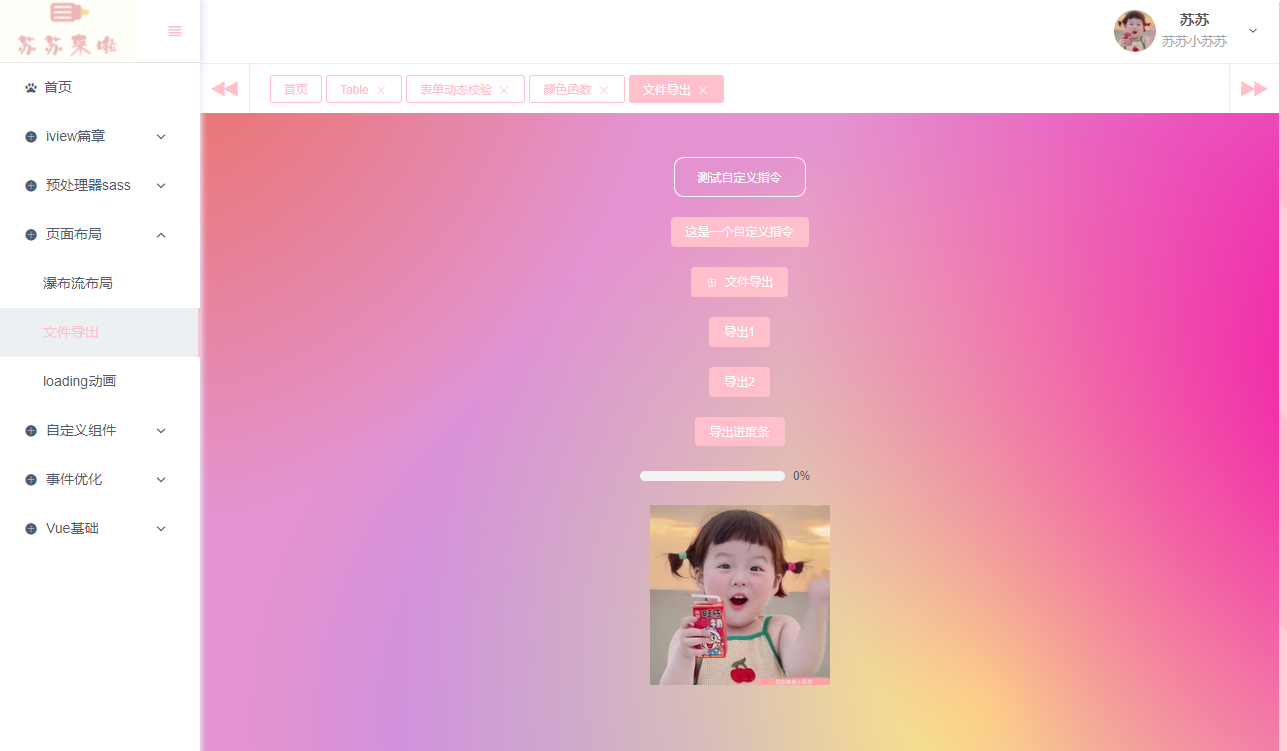 苏苏来啦
苏苏
苏苏小苏苏
首页
iview篇章
预处理器sass
页面布局
瀑布流布局
文件导出
loading动画
自定义组件
事件优化
Vue基础
首页
Table
表单动态校验
颜色函数
文件导出
测试自定义指令
这是一个自定义指令
文件导出
导出1
导出2
导出进度条
0%
旺仔
牛奶